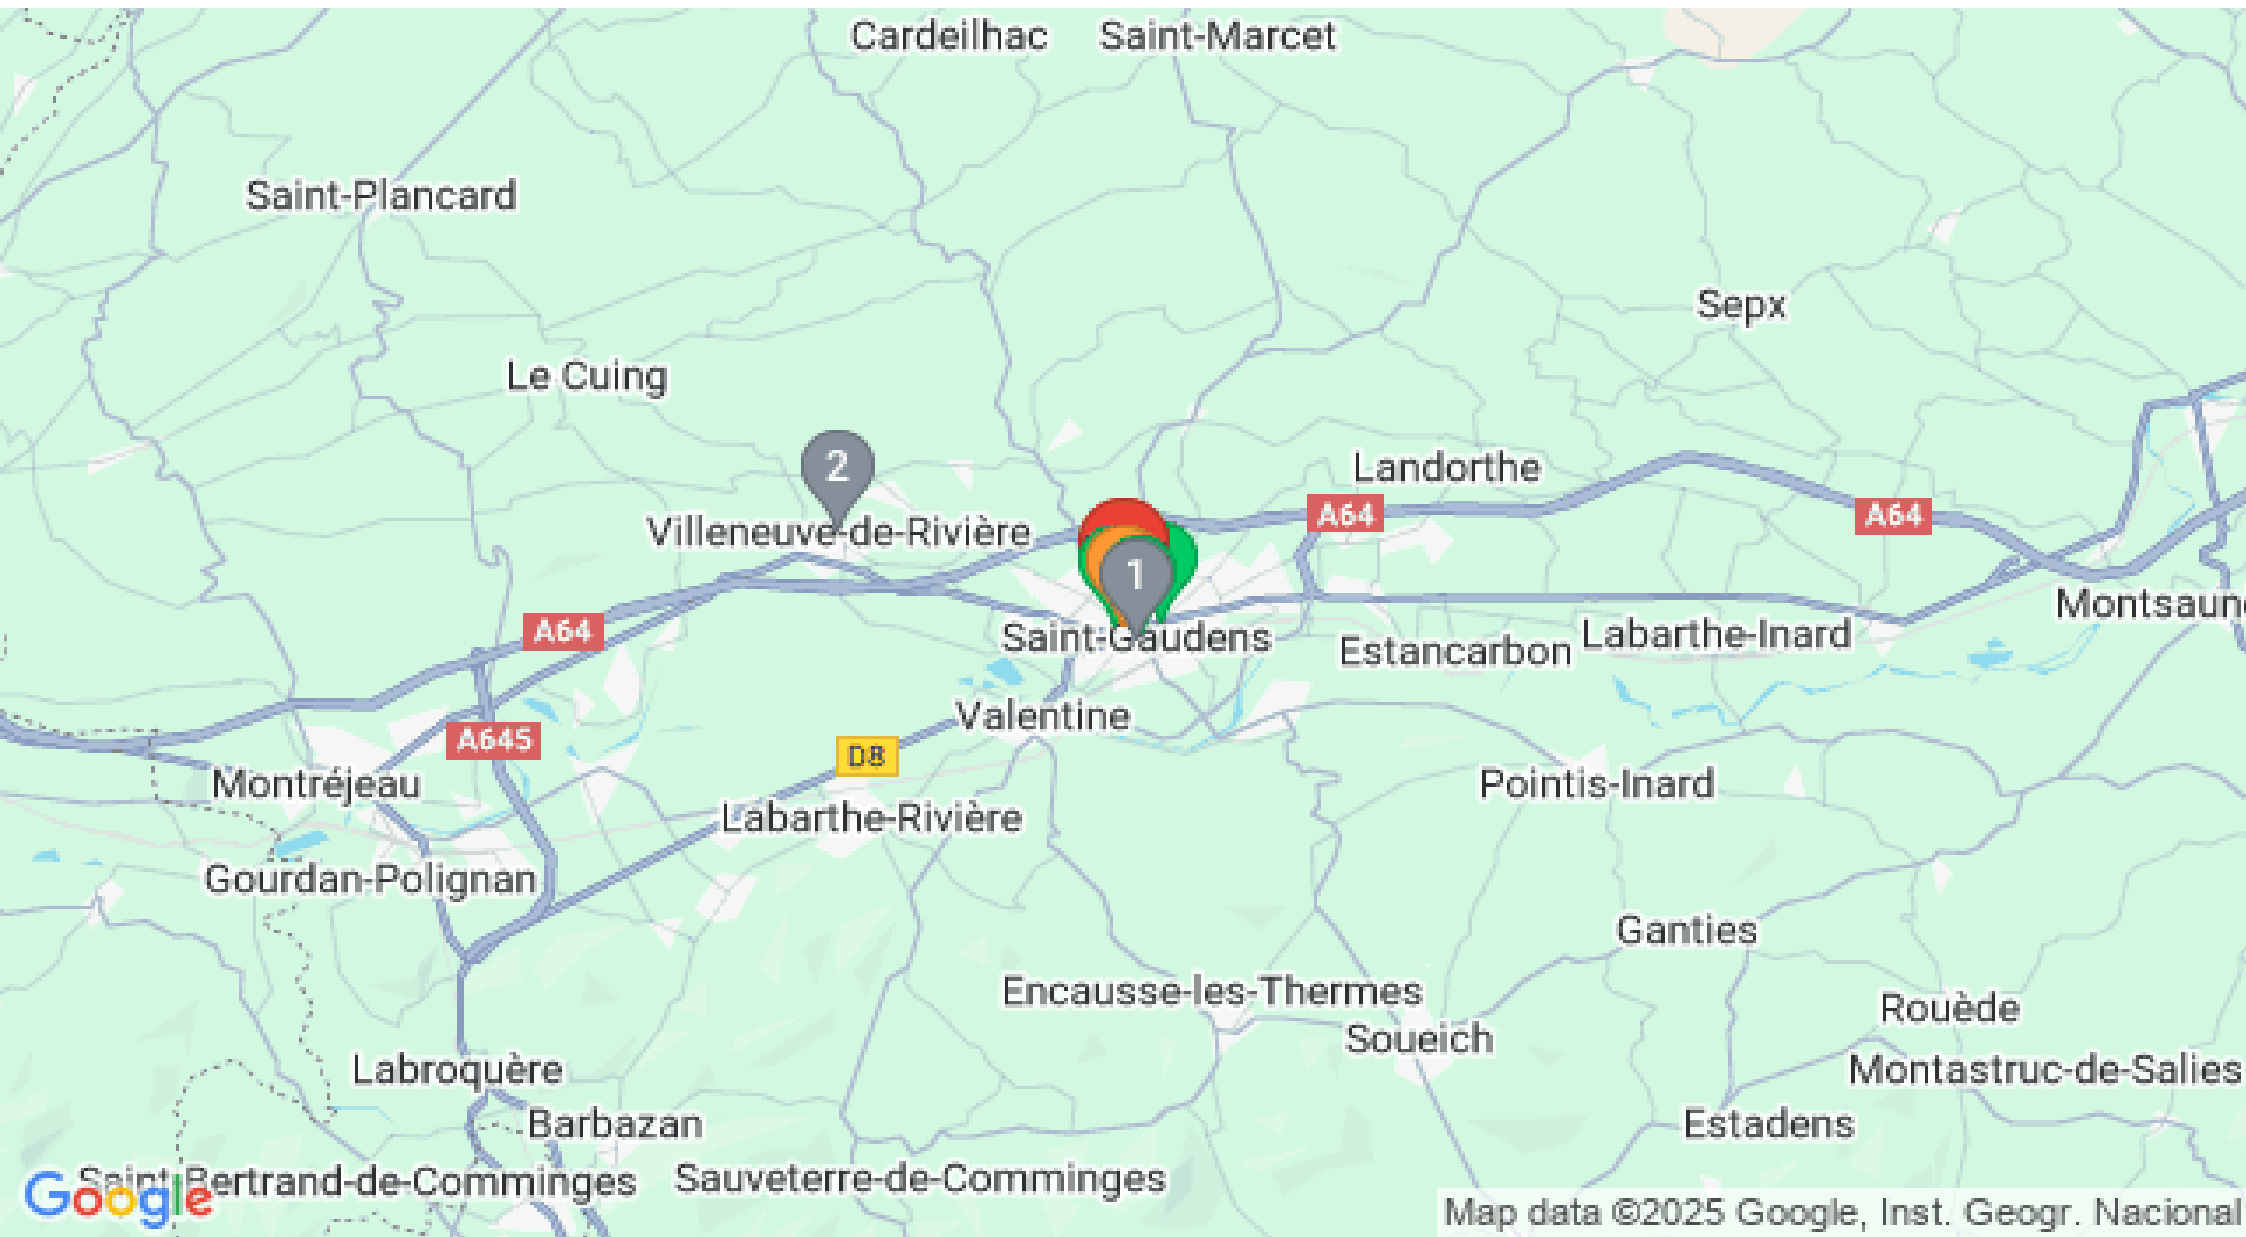 Cardeilhac
Saint-Marcet
Saint-Plancard
Sepx
Le Cuing
2
Landorthe
A64
A64
Villeneuve-de-Rivière
1
A64
Saint-Gaudens
Estancarbon
Labarthe-Inard
Montsaun
Valentine
A645
D8
Montréjeau
Pointis-Inard
Labarthe-Rivière
Gourdan-Polignan
Ganties
Encausse-les-Thermes
Rouède
Soueich
Labroquère
Montastruc-de-Salies
Barbazan
Estadens
Saint-Bertrand-de-Comminges
Sauveterre-de-Comminges
Google
Map data ©2025 Google, Inst. Geogr. Nacional